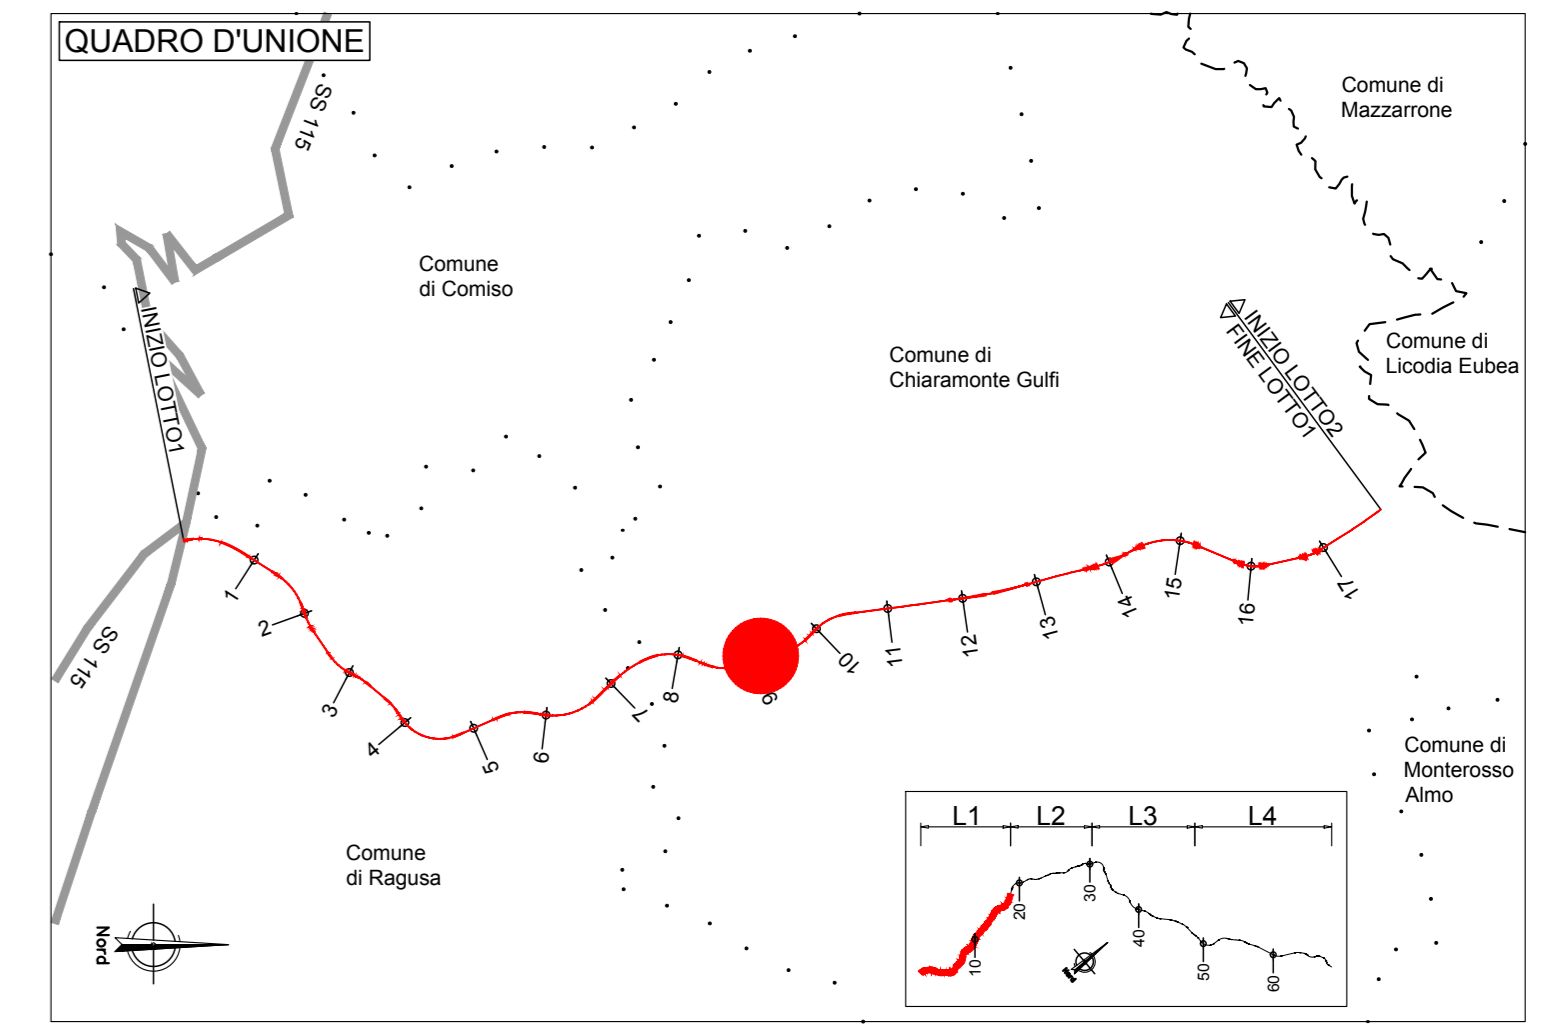 QUADRO D'UNIONE
SS 115
Comune di
Mazzarrone
Comune
di Comiso
INIZIO LOTTO1
Comune di
Chiaramonte Gulfi
INIZIO LOTTO2
FINE LOTTO1
Comune di
Licodia Eubea
SS 115
1
2
3
4
5
6
7
8
9
10
11
12
13
14
15
16
17
Comune di
Monterosso
Almo
Comune
di Ragusa
Nord
L1 L2 L3 L4
10
20
30
40
50
60
Nord